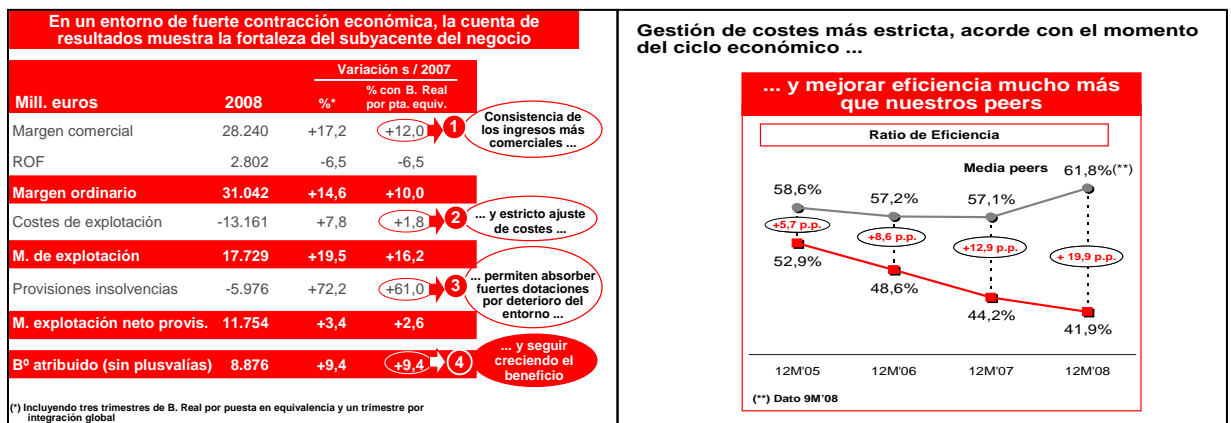 En un entorno de fuerte contracción económica, la cuenta de
resultados muestra la fortaleza del subyacente del negocio
Variación s / 2007
Mill. euros 2008 %* % con B. Real
por pta. equiv.
Margen comercial 28.240 +17,2 +12,0 1
Consistencia de
los ingresos más
comerciales ...
ROF 2.802 -6,5 -6,5
Margen ordinario 31.042 +14,6 +10,0
Costes de explotación -13.161 +7,8 +1,8 2
... y estricto ajuste
de costes ...
M. de explotación 17.729 +19,5 +16,2
Provisiones insolvencias -5.976 +72,2 +61,0 3
... permiten absorber
fuertes dotaciones
por deterioro del
entorno ...
M. explotación neto provis. 11.754 +3,4 +2,6
Bº atribuido (sin plusvalías) 8.876 +9,4 +9,4 4
... y seguir
creciendo el
beneficio
(*) Incluyendo tres trimestres de B. Real por puesta en equivalencia y un trimestre por
integración global
Gestión de costes más estricta, acorde con el momento
del ciclo económico ...
... y mejorar eficiencia mucho más
que nuestros peers
Ratio de Eficiencia
Media peers
58,6% 57,2% 57,1% 61,8%(**)
+5,7 p.p. +8,6 p.p. +12,9 p.p. + 19,9 p.p.
52,9% 48,6% 44,2% 41,9%
12M'05 12M'06 12M'07 12M'08
(**) Dato 9M'08